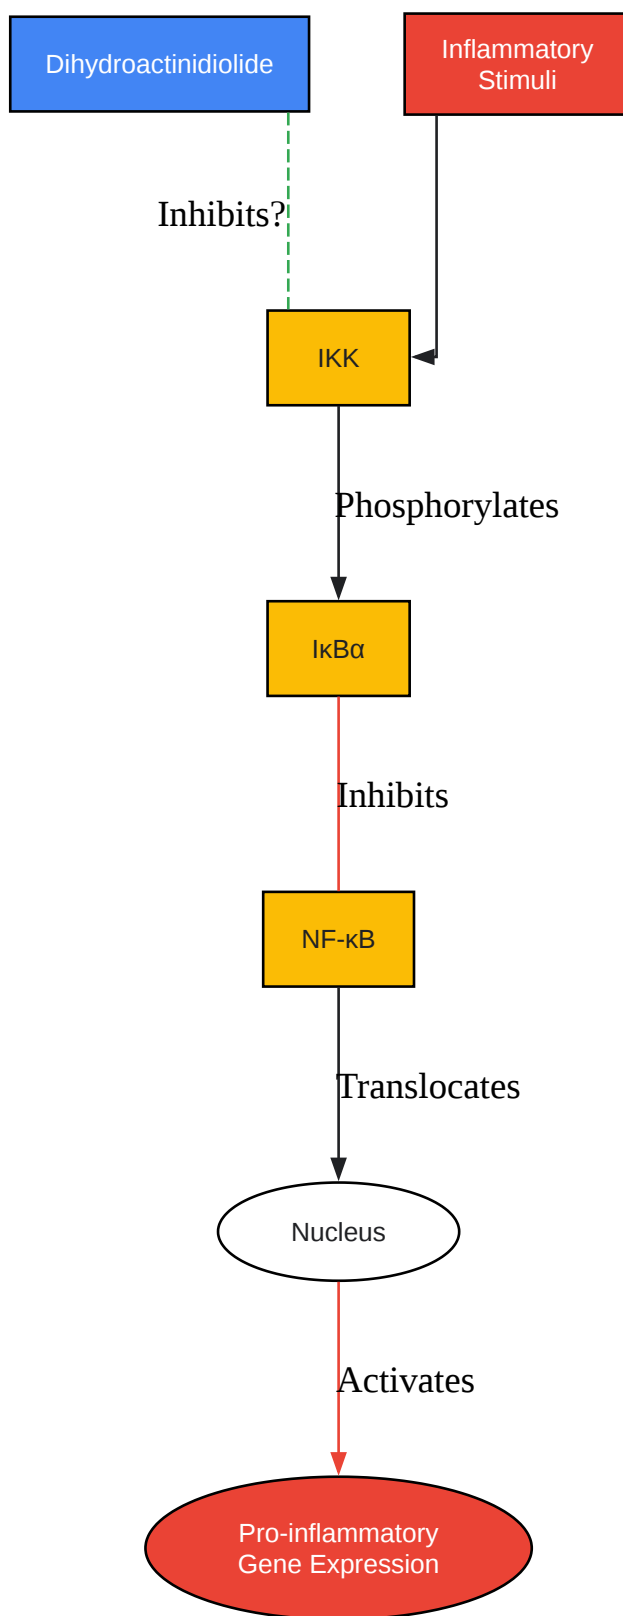 Dihydroactinidiolide
Inflammatory
Stimuli
Inhibits?
IKK
Phosphorylates
IκBα
Inhibits
NF-κB
Translocates
Nucleus
Activates
Pro-inflammatory
Gene Expression